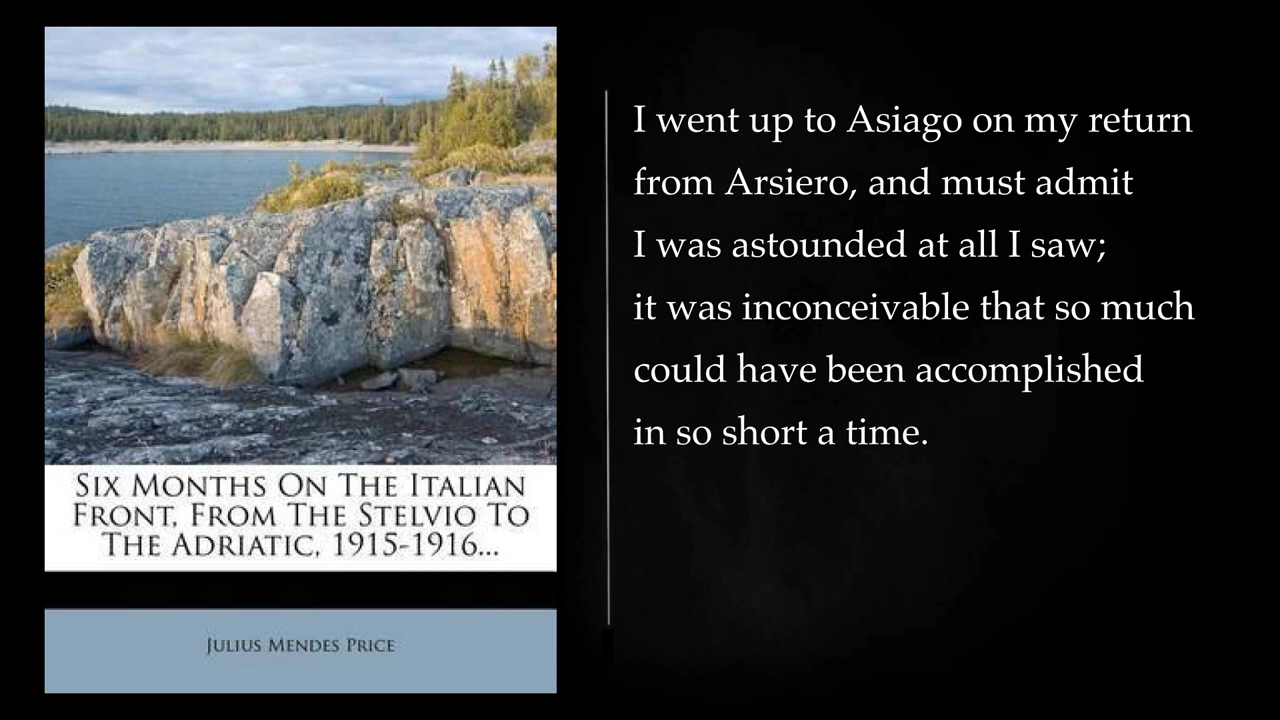 I went up to Asiago on my return
from Arsiero, and must admit
I was astounded at all I saw;
it was inconceivable that so much
could have been accomplished
in so short a time.
Six Months On The Italian
Front, From The Stelvio To
The Adriatic, 1915-1916...
Julius Mendes Price